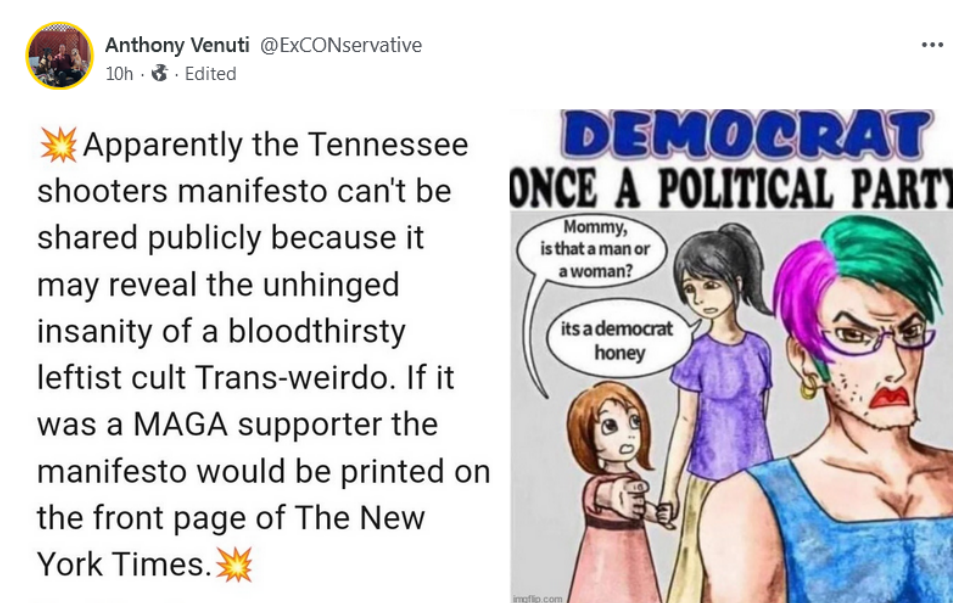 Anthony Venuti @ExCONservative
10h · · Edited
💥Apparently the Tennessee
shooters manifesto can't be
shared publicly because it
may reveal the unhinged
insanity of a bloodthirsty
leftist cult Trans-weirdo. If it
was a MAGA supporter the
manifesto would be printed on
the front page of The New
York Times.💥
DEMOCRAT
ONCE A POLITICAL PARTY
Mommy,
is that a man or
a woman?
its a democrat
honey
imgflip.com